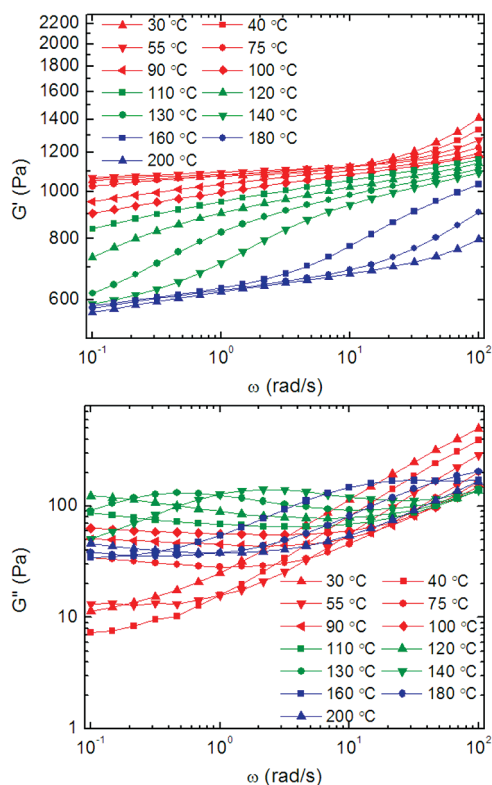 2200
2000
1800
1600
1400
1200
1000
800
600
G' (Pa)
30 °C 40 °C
55 °C 75 °C
90 °C 100 °C
110 °C 120 °C
130 °C 140 °C
160 °C 180 °C
200 °C
10⁻¹ 10⁰ 10¹ 10²
ω (rad/s)
100
10
1
G'' (Pa)
30 °C 40 °C
55 °C 75 °C
90 °C 100 °C
110 °C 120 °C
130 °C 140 °C
160 °C 180 °C
200 °C
10⁻¹ 10⁰ 10¹ 10²
ω (rad/s)